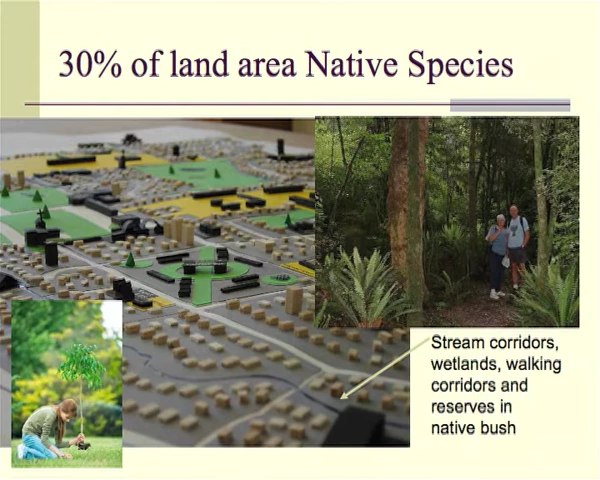 30% of land area Native Species
Stream corridors,
wetlands, walking
corridors and
reserves in
native bush